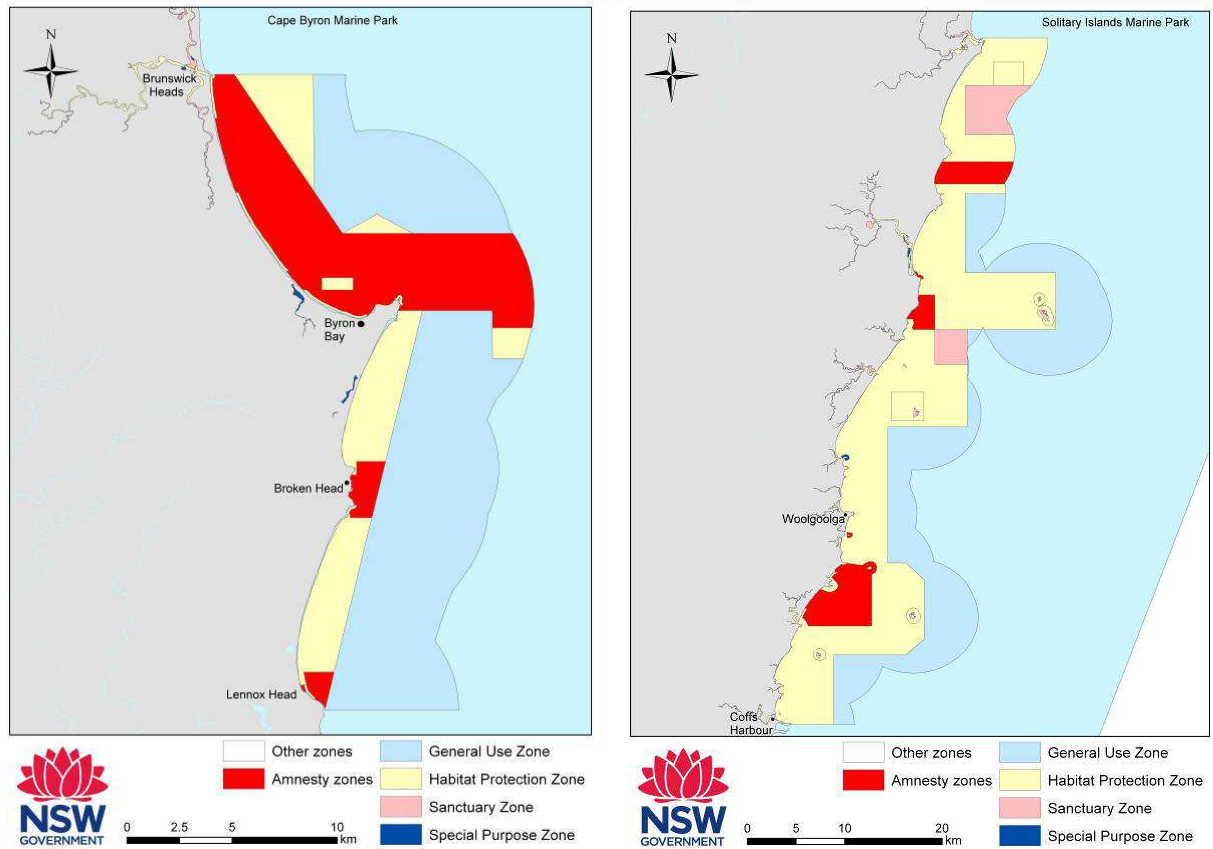 Cape Byron Marine Park
N
Brunswick
Heads
Byron
Bay
Broken Head
Lennox Head
NSW
GOVERNMENT
Other zones
Amnesty zones
General Use Zone
Habitat Protection Zone
Sanctuary Zone
Special Purpose Zone
0 2.5 5 10
km
Solitary Islands Marine Park
N
Woolgoolga
Coffs
Harbour
NSW
GOVERNMENT
Other zones
Amnesty zones
General Use Zone
Habitat Protection Zone
Sanctuary Zone
Special Purpose Zone
0 5 10 20
km